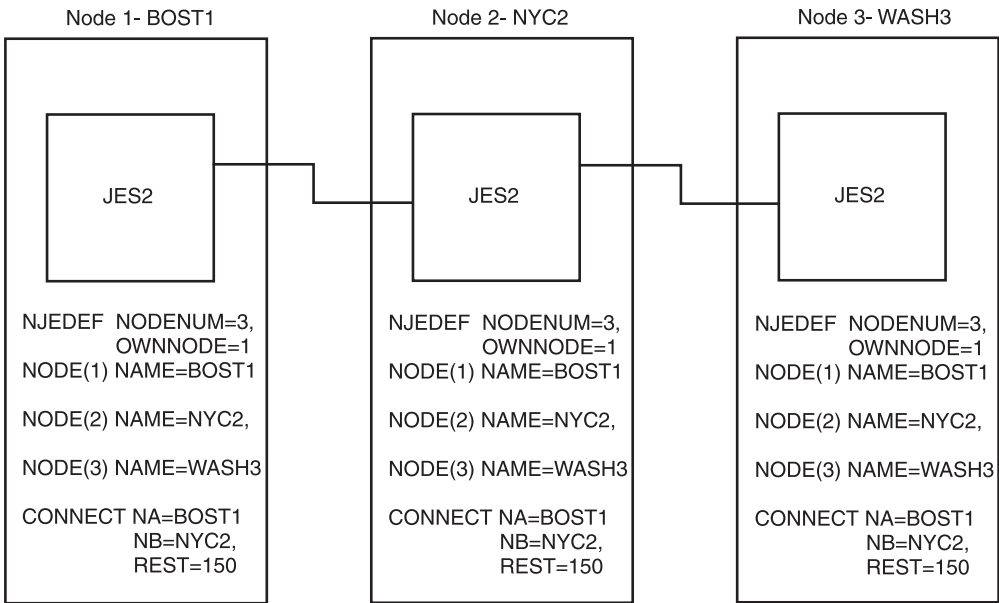 Node 1- BOST1
JES2
NJEDEF NODENUM=3,
OWNNODE=1
NODE(1) NAME=BOST1
NODE(2) NAME=NYC2,
NODE(3) NAME=WASH3
CONNECT NA=BOST1
NB=NYC2,
REST=150
Node 2- NYC2
JES2
NJEDEF NODENUM=3,
OWNNODE=1
NODE(1) NAME=BOST1
NODE(2) NAME=NYC2,
NODE(3) NAME=WASH3
CONNECT NA=BOST1
NB=NYC2,
REST=150
Node 3- WASH3
JES2
NJEDEF NODENUM=3,
OWNNODE=1
NODE(1) NAME=BOST1
NODE(2) NAME=NYC2,
NODE(3) NAME=WASH3
CONNECT NA=BOST1
NB=NYC2,
REST=150